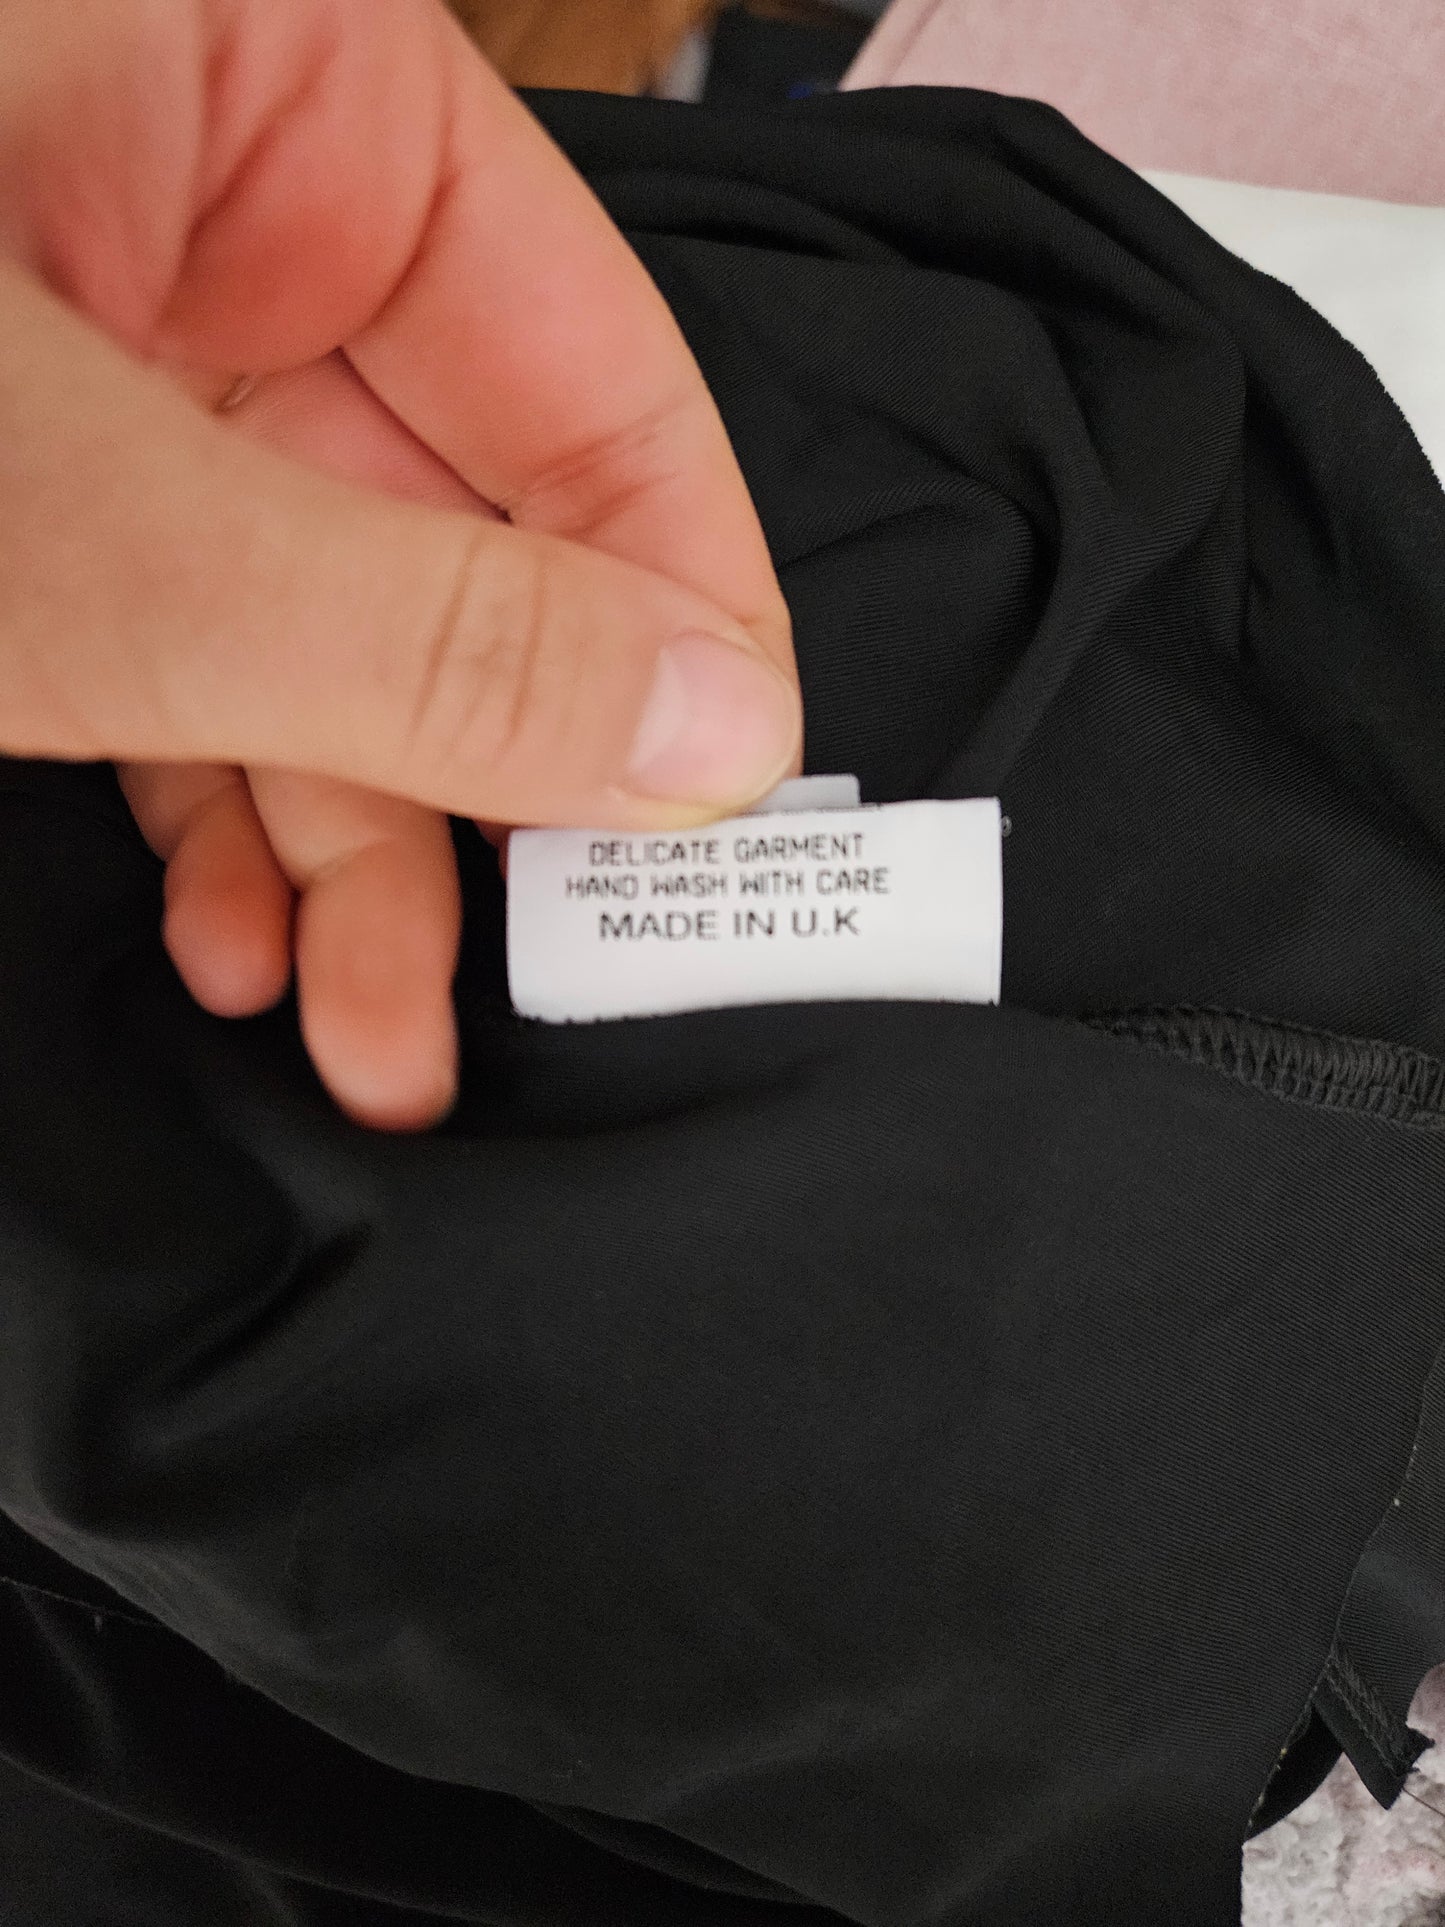 DELICATE GARMENT
HAND WASH WITH CARE
MADE IN U.K